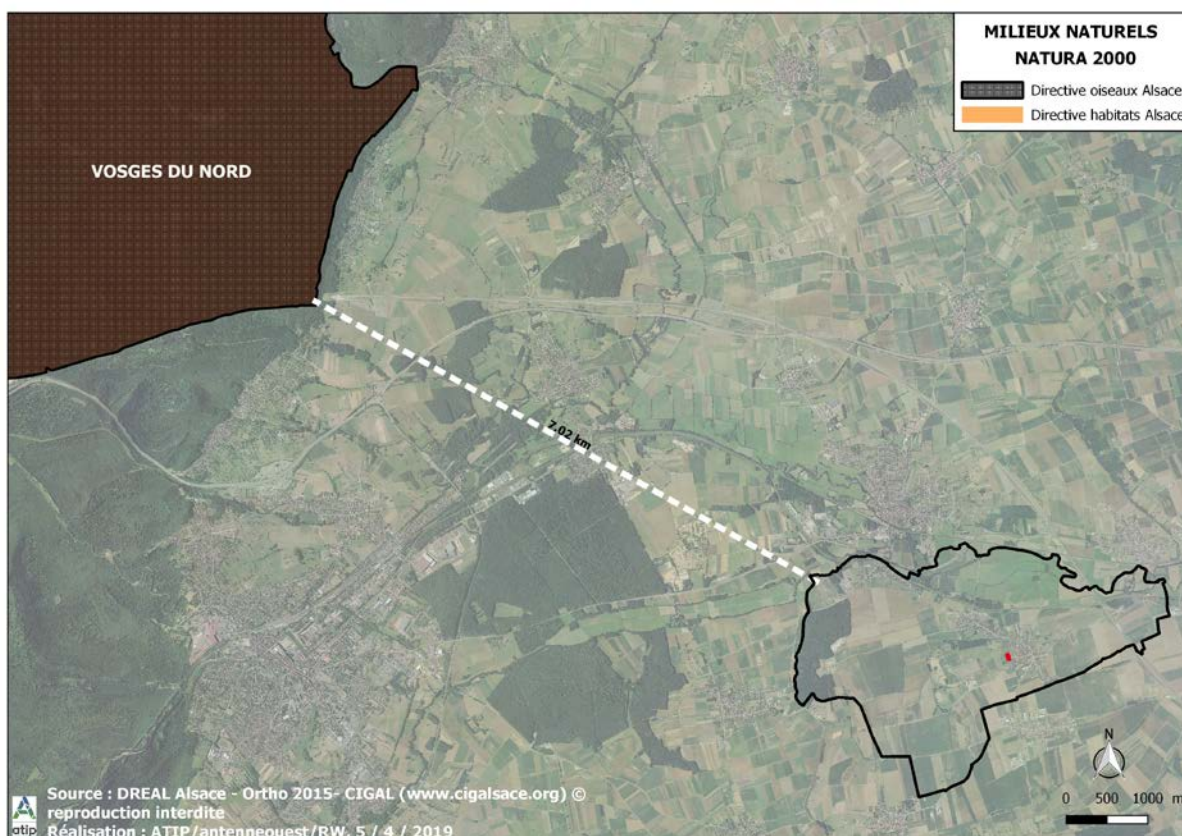 MILIEUX NATURELS
NATURA 2000
Directive oiseaux Alsace
Directive habitats Alsace
VOSGES DU NORD
7.02 km
N
0 500 1000 m
Source : DREAL Alsace - Ortho 2015- CIGAL (www.cigalsace.org) ©
reproduction interdite
Réalisation : ATIP/antenneouest/RW, 5 / 4 / 2019
atip